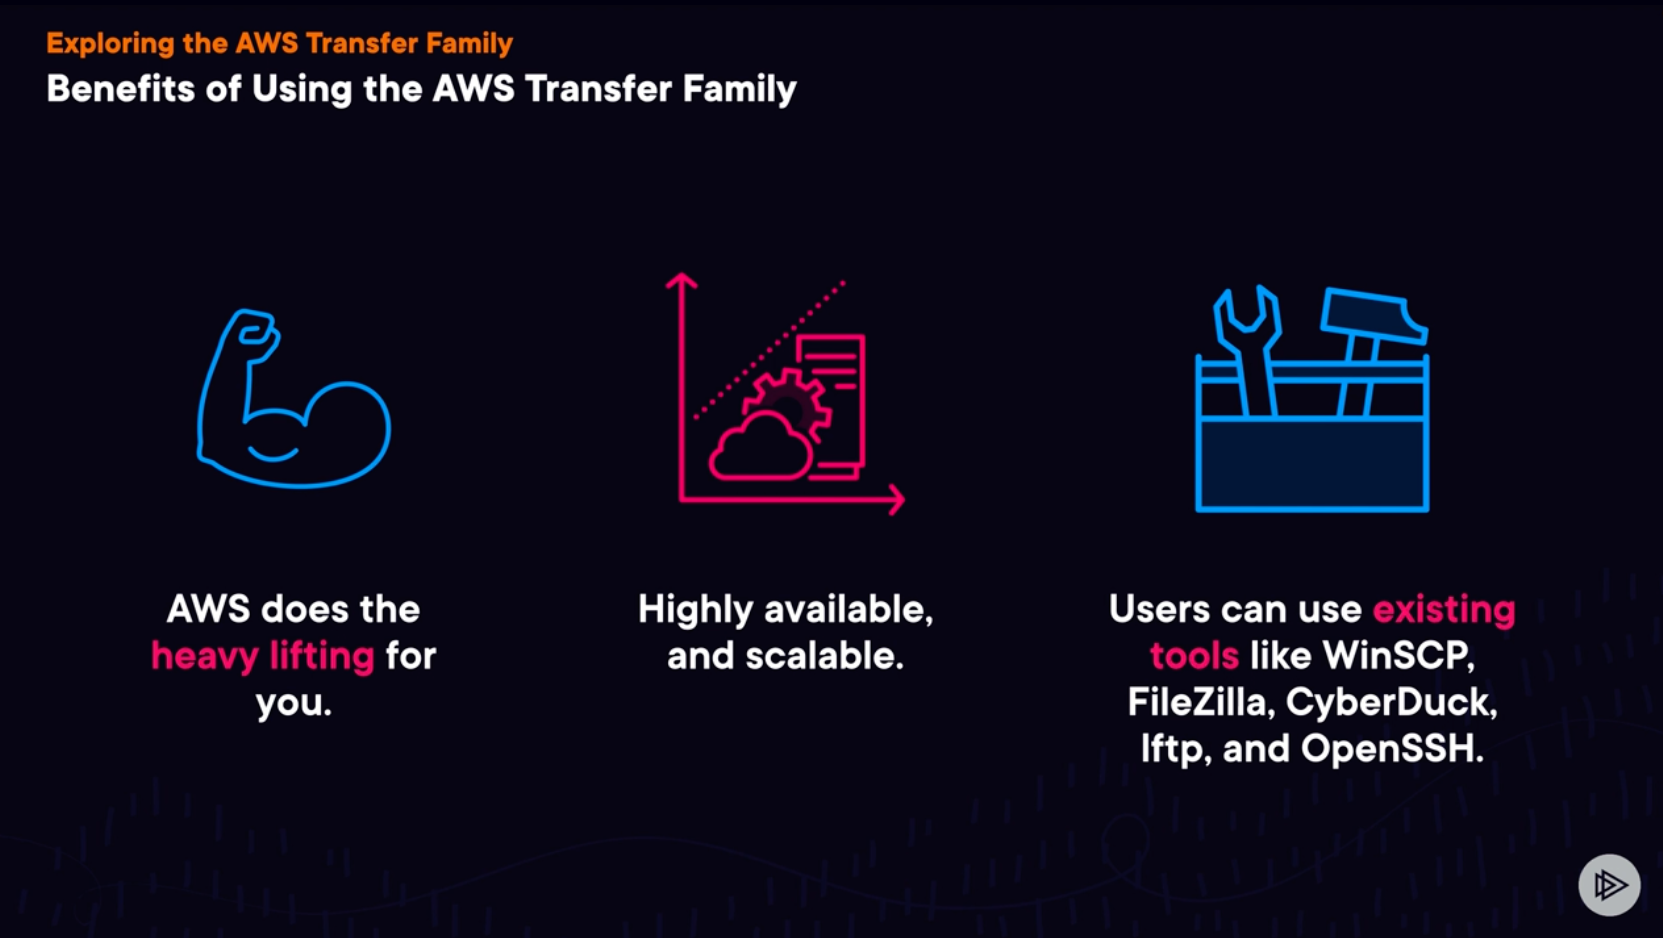 Exploring the AWS Transfer Family
Benefits of Using the AWS Transfer Family
AWS does the
heavy lifting for
you.
Highly available,
and scalable.
Users can use existing
tools like WinSCP,
FileZilla, CyberDuck,
lftp, and OpenSSH.